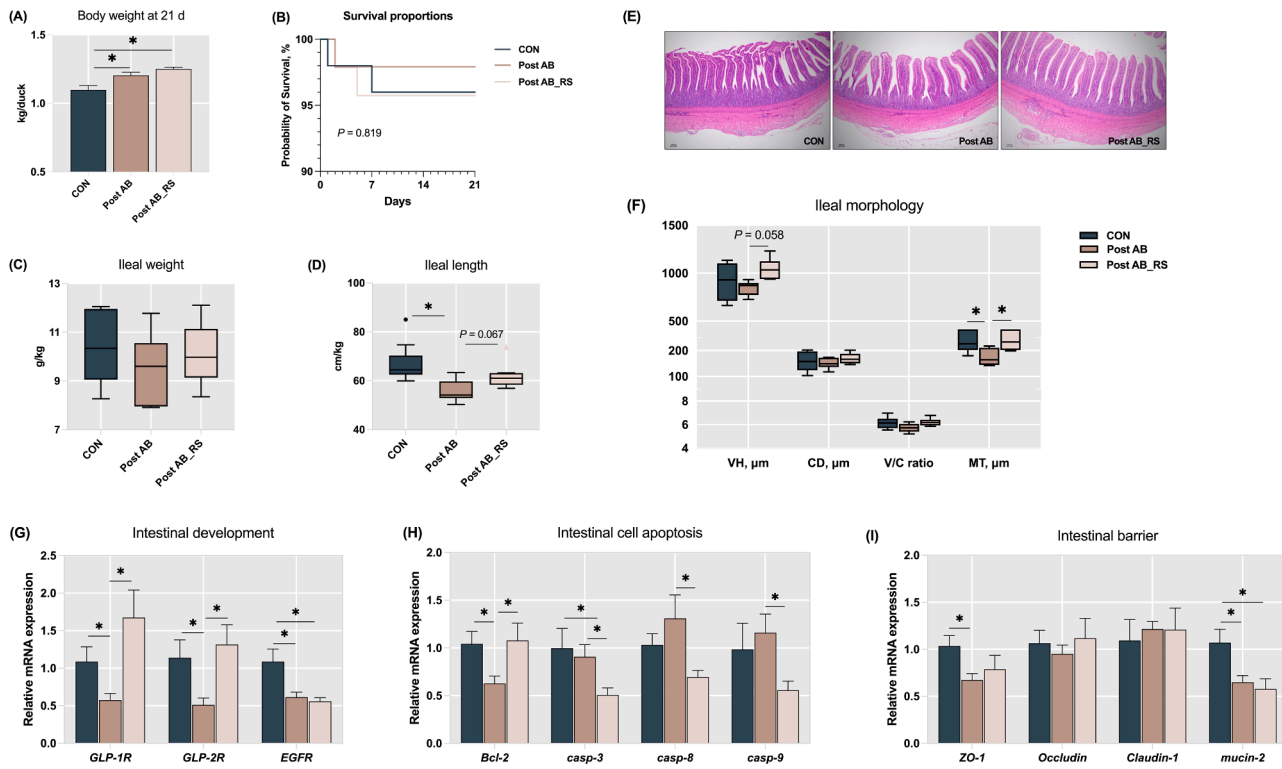 (A)
Body weight at 21 d
kg/duck
1.5
1.0
0.5
*
*
CON
Post AB
Post AB_RS
(B)
Survival proportions
Probability of Survival, %
100
98
96
95
90
P = 0.819
0
7
14
21
Days
CON
Post AB
Post AB_RS
(E)
CON
Post AB
Post AB_RS
(C)
Ileal weight
g/kg
13
11
9
7
CON
Post AB
Post AB_RS
(D)
Ileal length
cm/kg
100
80
60
40
*
P = 0.067
CON
Post AB
Post AB_RS
(F)
Ileal morphology
1500
1000
500
200
100
8
6
4
P = 0.058
*
*
VH, µm
CD, µm
V/C ratio
MT, µm
CON
Post AB
Post AB_RS
(G)
Intestinal development
Relative mRNA expression
2.5
2.0
1.5
1.0
0.5
0.0
*
*
*
*
*
*
GLP-1R
GLP-2R
EGFR
(H)
Intestinal cell apoptosis
Relative mRNA expression
2.0
1.5
1.0
0.5
0.0
*
*
*
*
*
*
Bcl-2
casp-3
casp-8
casp-9
(I)
Intestinal barrier
Relative mRNA expression
2.0
1.5
1.0
0.5
0.0
*
*
*
ZO-1
Occludin
Claudin-1
mucin-2